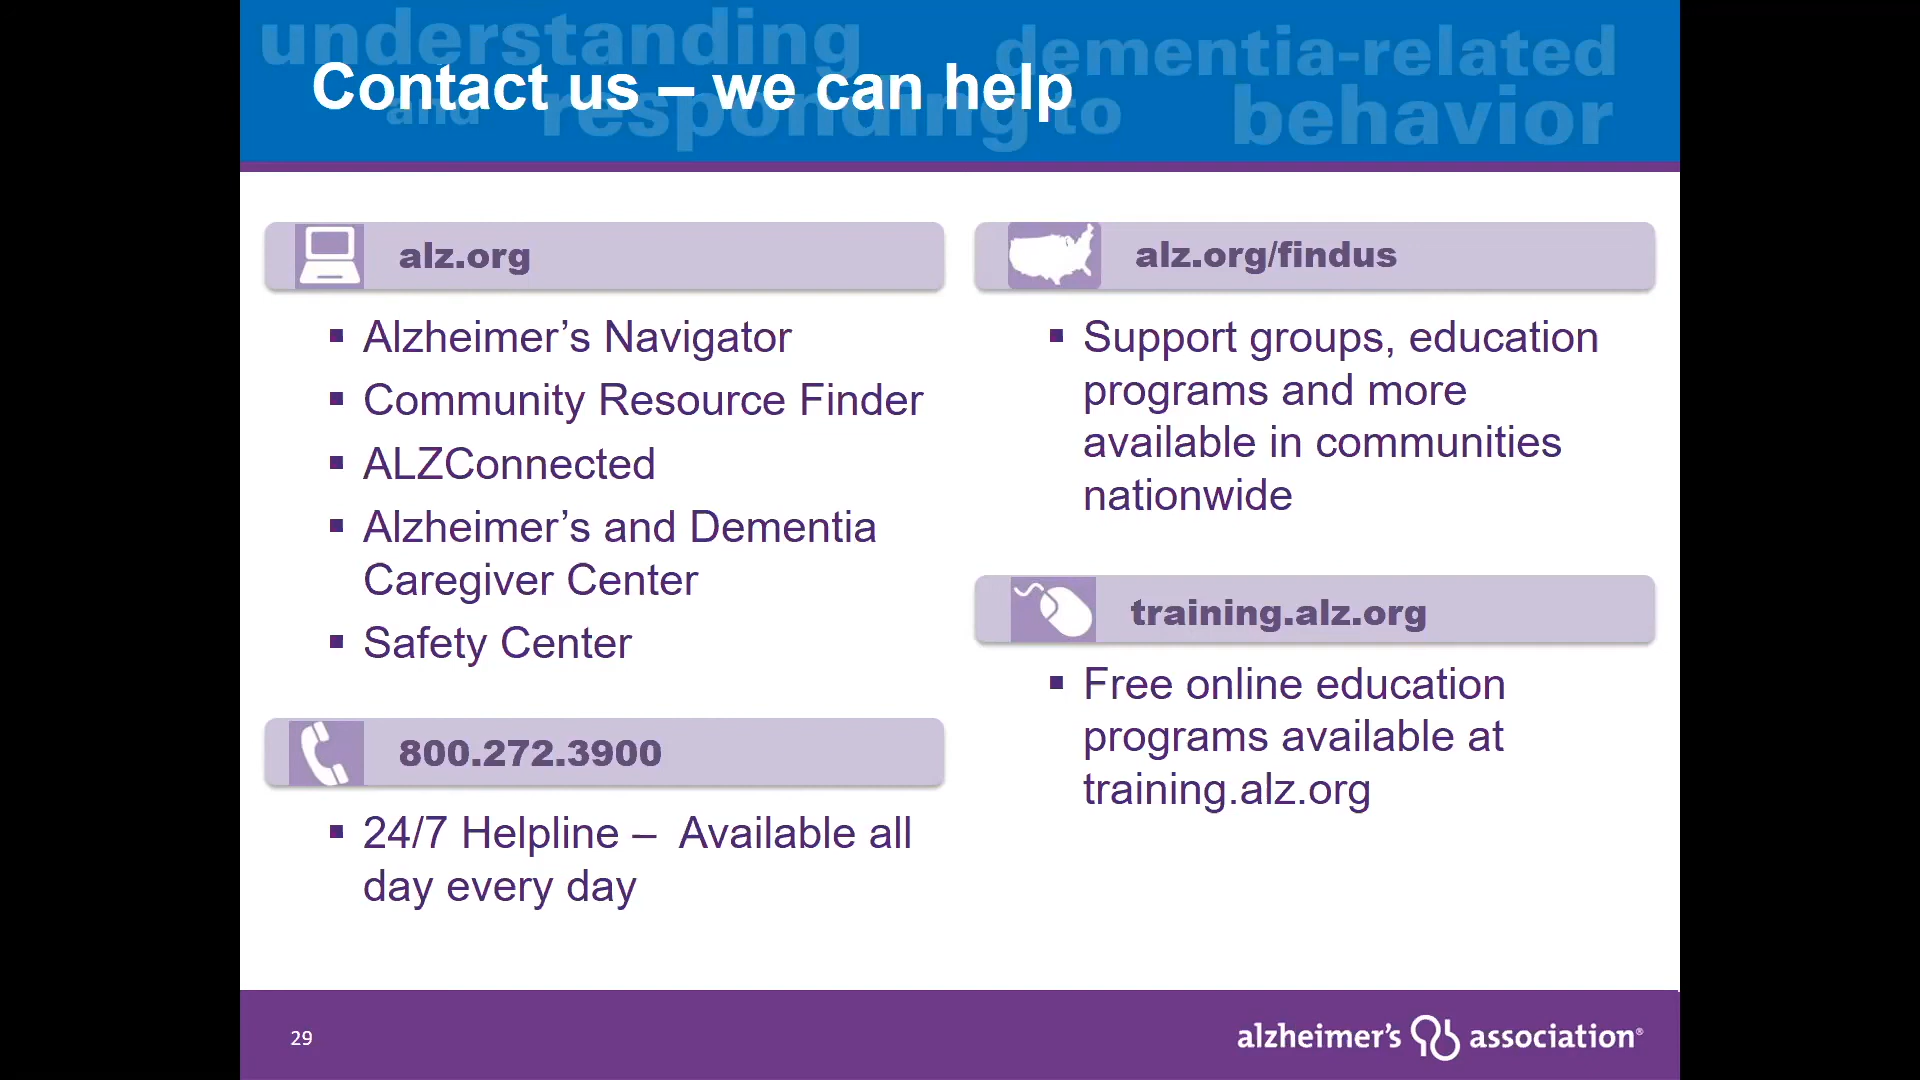 understanding
dementia-related
Contact us – we can help
and responding to
behavior
alz.org
▪ Alzheimer’s Navigator
▪ Community Resource Finder
▪ ALZConnected
▪ Alzheimer’s and Dementia
Caregiver Center
▪ Safety Center
800.272.3900
▪ 24/7 Helpline – Available all
day every day
alz.org/findus
▪ Support groups, education
programs and more
available in communities
nationwide
training.alz.org
▪ Free online education
programs available at
training.alz.org
29
alzheimer’s association®